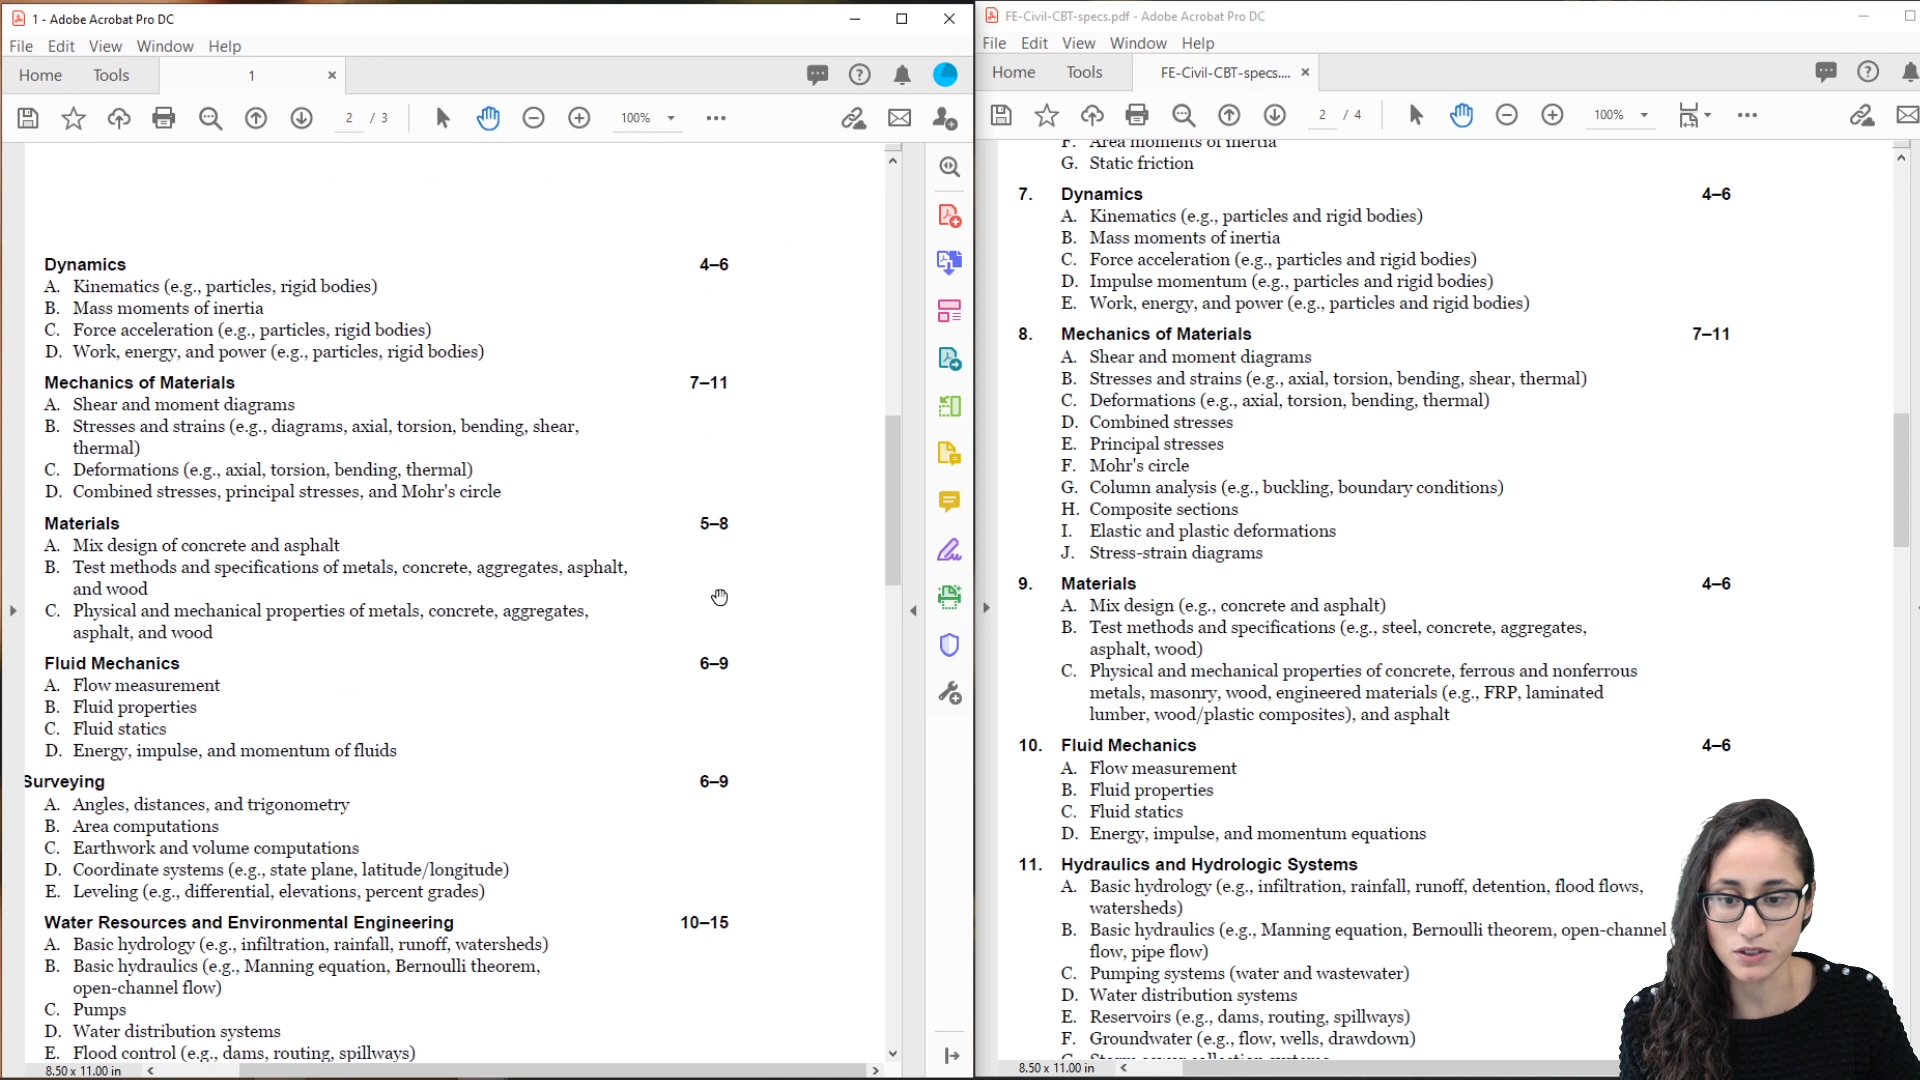 1 - Adobe Acrobat Pro DC
File Edit View Window Help
Home Tools 1
2 / 3 100%
Dynamics 4–6
A. Kinematics (e.g., particles, rigid bodies)
B. Mass moments of inertia
C. Force acceleration (e.g., particles, rigid bodies)
D. Work, energy, and power (e.g., particles, rigid bodies)
Mechanics of Materials 7–11
A. Shear and moment diagrams
B. Stresses and strains (e.g., diagrams, axial, torsion, bending, shear,
thermal)
C. Deformations (e.g., axial, torsion, bending, thermal)
D. Combined stresses, principal stresses, and Mohr's circle
Materials 5–8
A. Mix design of concrete and asphalt
B. Test methods and specifications of metals, concrete, aggregates, asphalt,
and wood
C. Physical and mechanical properties of metals, concrete, aggregates,
asphalt, and wood
Fluid Mechanics 6–9
A. Flow measurement
B. Fluid properties
C. Fluid statics
D. Energy, impulse, and momentum of fluids
Surveying 6–9
A. Angles, distances, and trigonometry
B. Area computations
C. Earthwork and volume computations
D. Coordinate systems (e.g., state plane, latitude/longitude)
E. Leveling (e.g., differential, elevations, percent grades)
Water Resources and Environmental Engineering 10–15
A. Basic hydrology (e.g., infiltration, rainfall, runoff, watersheds)
B. Basic hydraulics (e.g., Manning equation, Bernoulli theorem,
open-channel flow)
C. Pumps
D. Water distribution systems
E. Flood control (e.g., dams, routing, spillways)
8.50 x 11.00 in
FE-Civil-CBT-specs.pdf - Adobe Acrobat Pro DC
File Edit View Window Help
Home Tools FE-Civil-CBT-specs....
2 / 4 100%
F. Area moments of inertia
G. Static friction
7. Dynamics 4–6
A. Kinematics (e.g., particles and rigid bodies)
B. Mass moments of inertia
C. Force acceleration (e.g., particles and rigid bodies)
D. Impulse momentum (e.g., particles and rigid bodies)
E. Work, energy, and power (e.g., particles and rigid bodies)
8. Mechanics of Materials 7–11
A. Shear and moment diagrams
B. Stresses and strains (e.g., axial, torsion, bending, shear, thermal)
C. Deformations (e.g., axial, torsion, bending, thermal)
D. Combined stresses
E. Principal stresses
F. Mohr's circle
G. Column analysis (e.g., buckling, boundary conditions)
H. Composite sections
I. Elastic and plastic deformations
J. Stress-strain diagrams
9. Materials 4–6
A. Mix design (e.g., concrete and asphalt)
B. Test methods and specifications (e.g., steel, concrete, aggregates,
asphalt, wood)
C. Physical and mechanical properties of concrete, ferrous and nonferrous
metals, masonry, wood, engineered materials (e.g., FRP, laminated
lumber, wood/plastic composites), and asphalt
10. Fluid Mechanics 4–6
A. Flow measurement
B. Fluid properties
C. Fluid statics
D. Energy, impulse, and momentum equations
11. Hydraulics and Hydrologic Systems
A. Basic hydrology (e.g., infiltration, rainfall, runoff, detention, flood flows,
watersheds)
B. Basic hydraulics (e.g., Manning equation, Bernoulli theorem, open-channel
flow, pipe flow)
C. Pumping systems (water and wastewater)
D. Water distribution systems
E. Reservoirs (e.g., dams, routing, spillways)
F. Groundwater (e.g., flow, wells, drawdown)
8.50 x 11.00 in